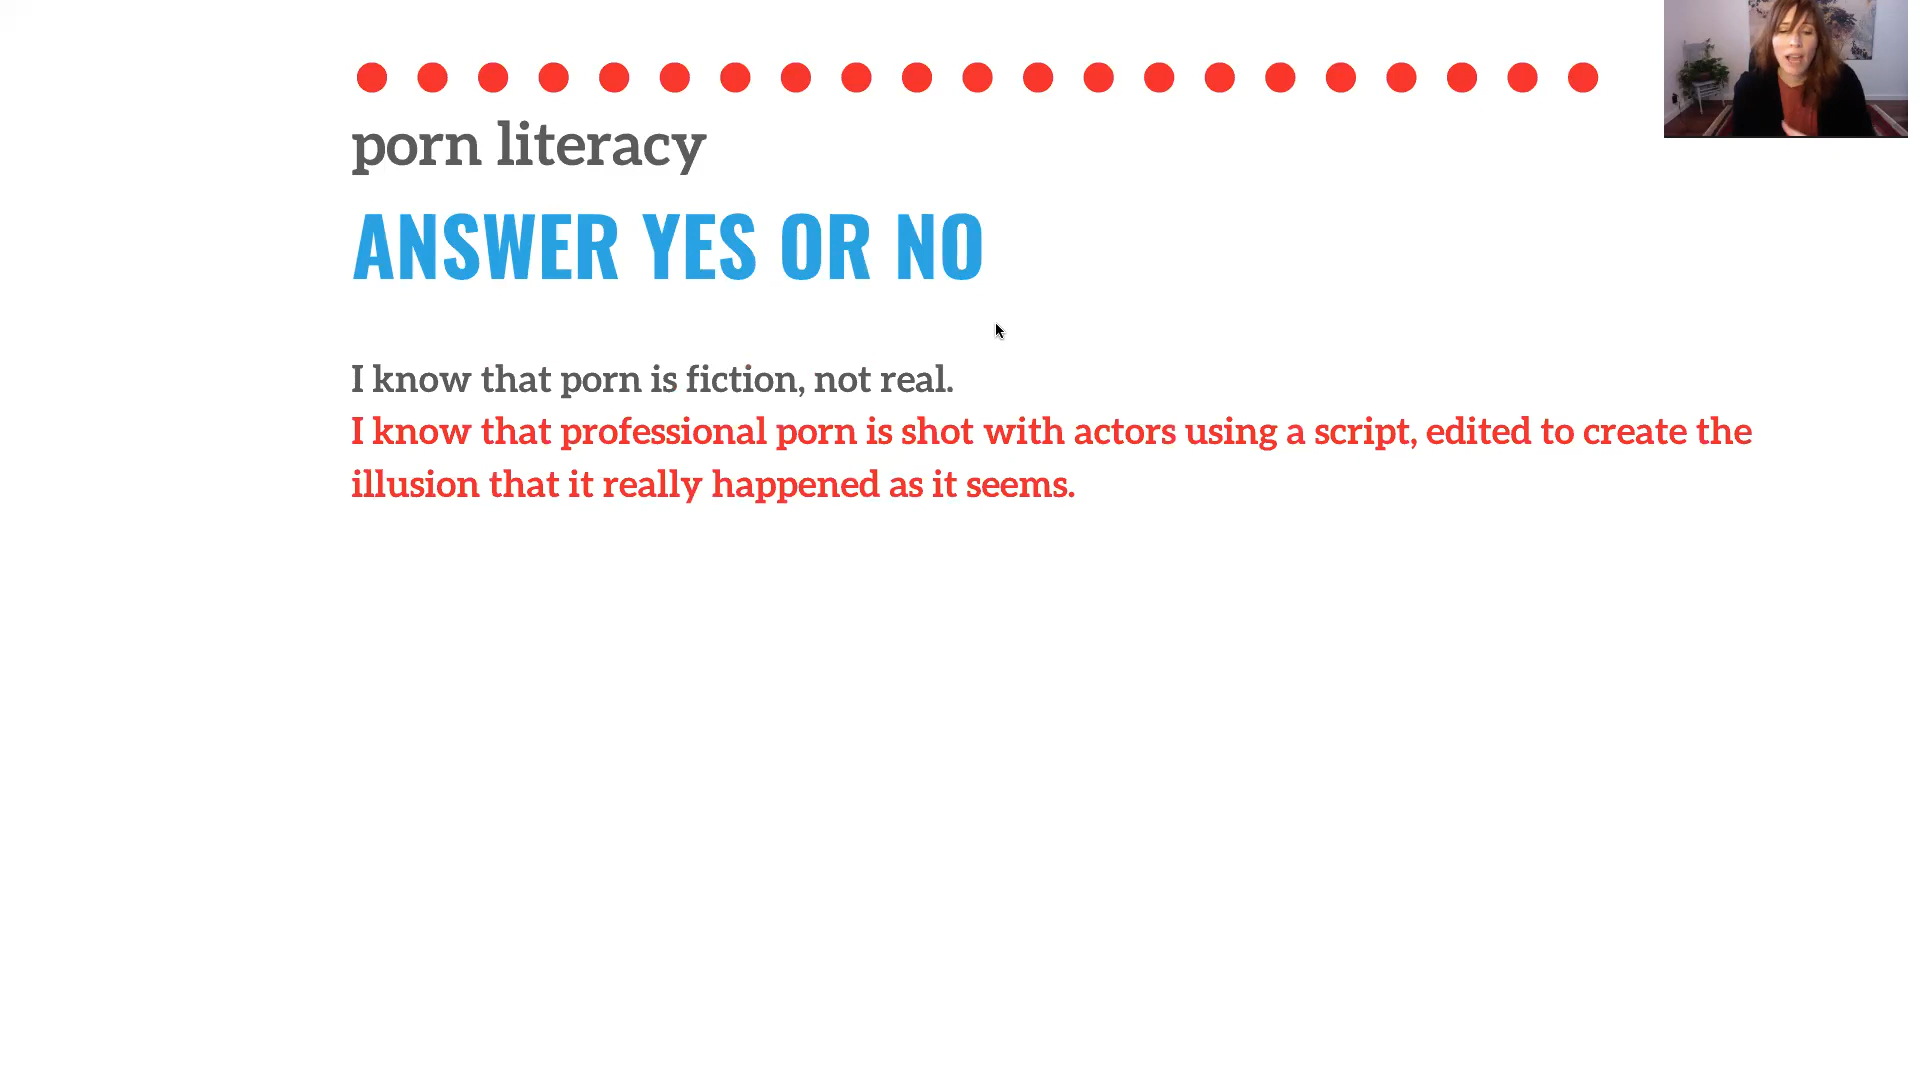 porn literacy
ANSWER YES OR NO
I know that porn is fiction, not real.
I know that professional porn is shot with actors using a script, edited to create the
illusion that it really happened as it seems.